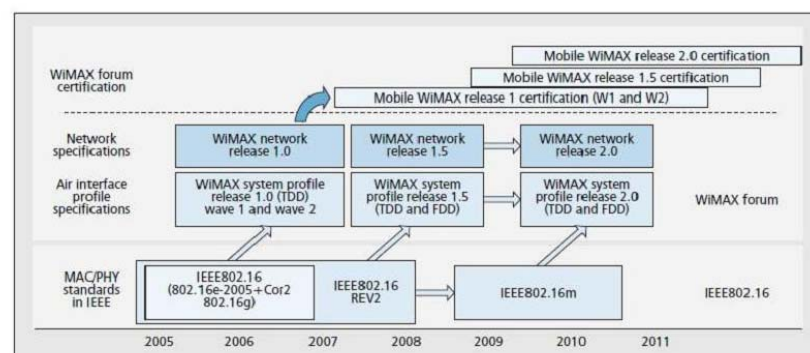 Mobile WiMAX release 2.0 certification
WiMAX forum
certification
Mobile WiMAX release 1.5 certification
Mobile WiMAX release 1 certification (W1 and W2)
Network
specifications
WiMAX network
release 1.0
WiMAX network
release 1.5
WiMAX network
release 2.0
Air interface
profile
specifications
WiMAX system profile
release 1.0 (TDD)
wave 1 and wave 2
WiMAX system
profile release 1.5
(TDD and FDD)
WiMAX system
profile release 2.0
(TDD and FDD)
WiMAX forum
MAC/PHY
standards
in IEEE
IEEE802.16
(802.16e-2005+Cor2
802.16g)
IEEE802.16
REV2
IEEE802.16m
IEEE802.16
2005 2006 2007 2008 2009 2010 2011